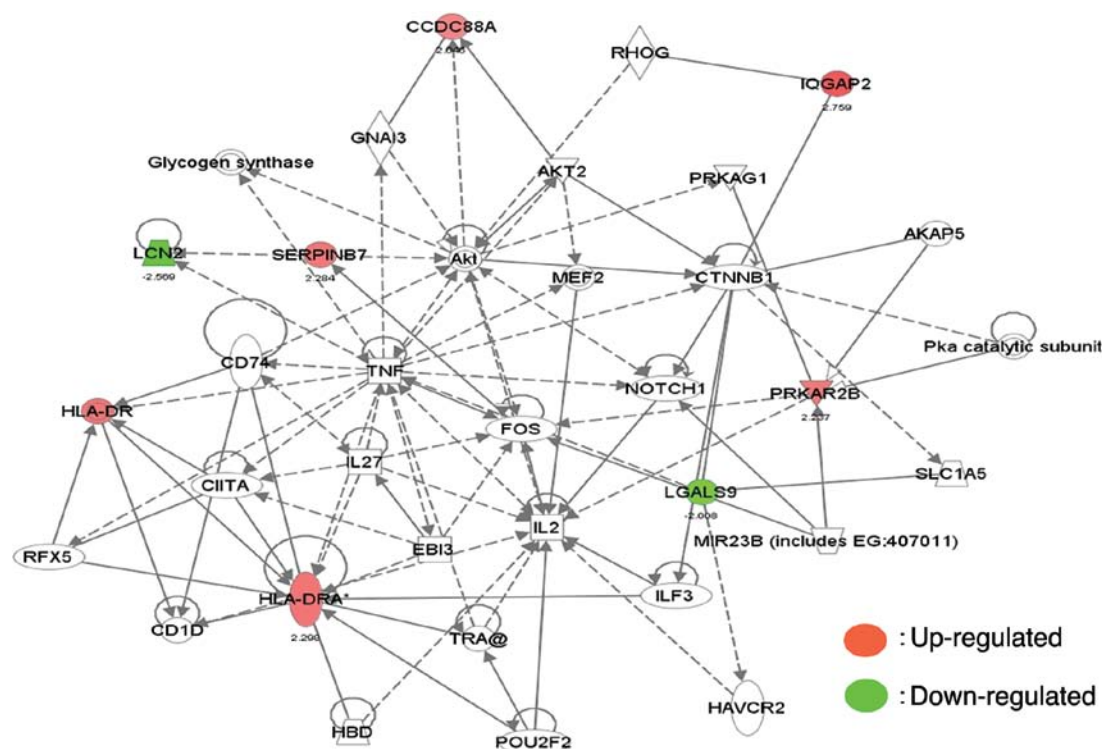 CCDC88A
RHOG
IQGAP2
2.759
GNAI3
Glycogen synthase
AKT2
PRKAG1
LCN2
-2.569
SERPINB7
2.284
Akt
MEF2
CTNNB1
AKAP5
CD74
TNF
NOTCH1
Pka catalytic subunit
PRKAR2B
2.237
HLA-DR
FOS
IL27
CIITA
SLC1A5
LGALS9
IL2
MIR23B (includes EG:407011)
EBI3
RFX5
HLA-DRA*
ILF3
CD1D
TRA@
HAVCR2
HBD
POU2F2
: Up-regulated
: Down-regulated